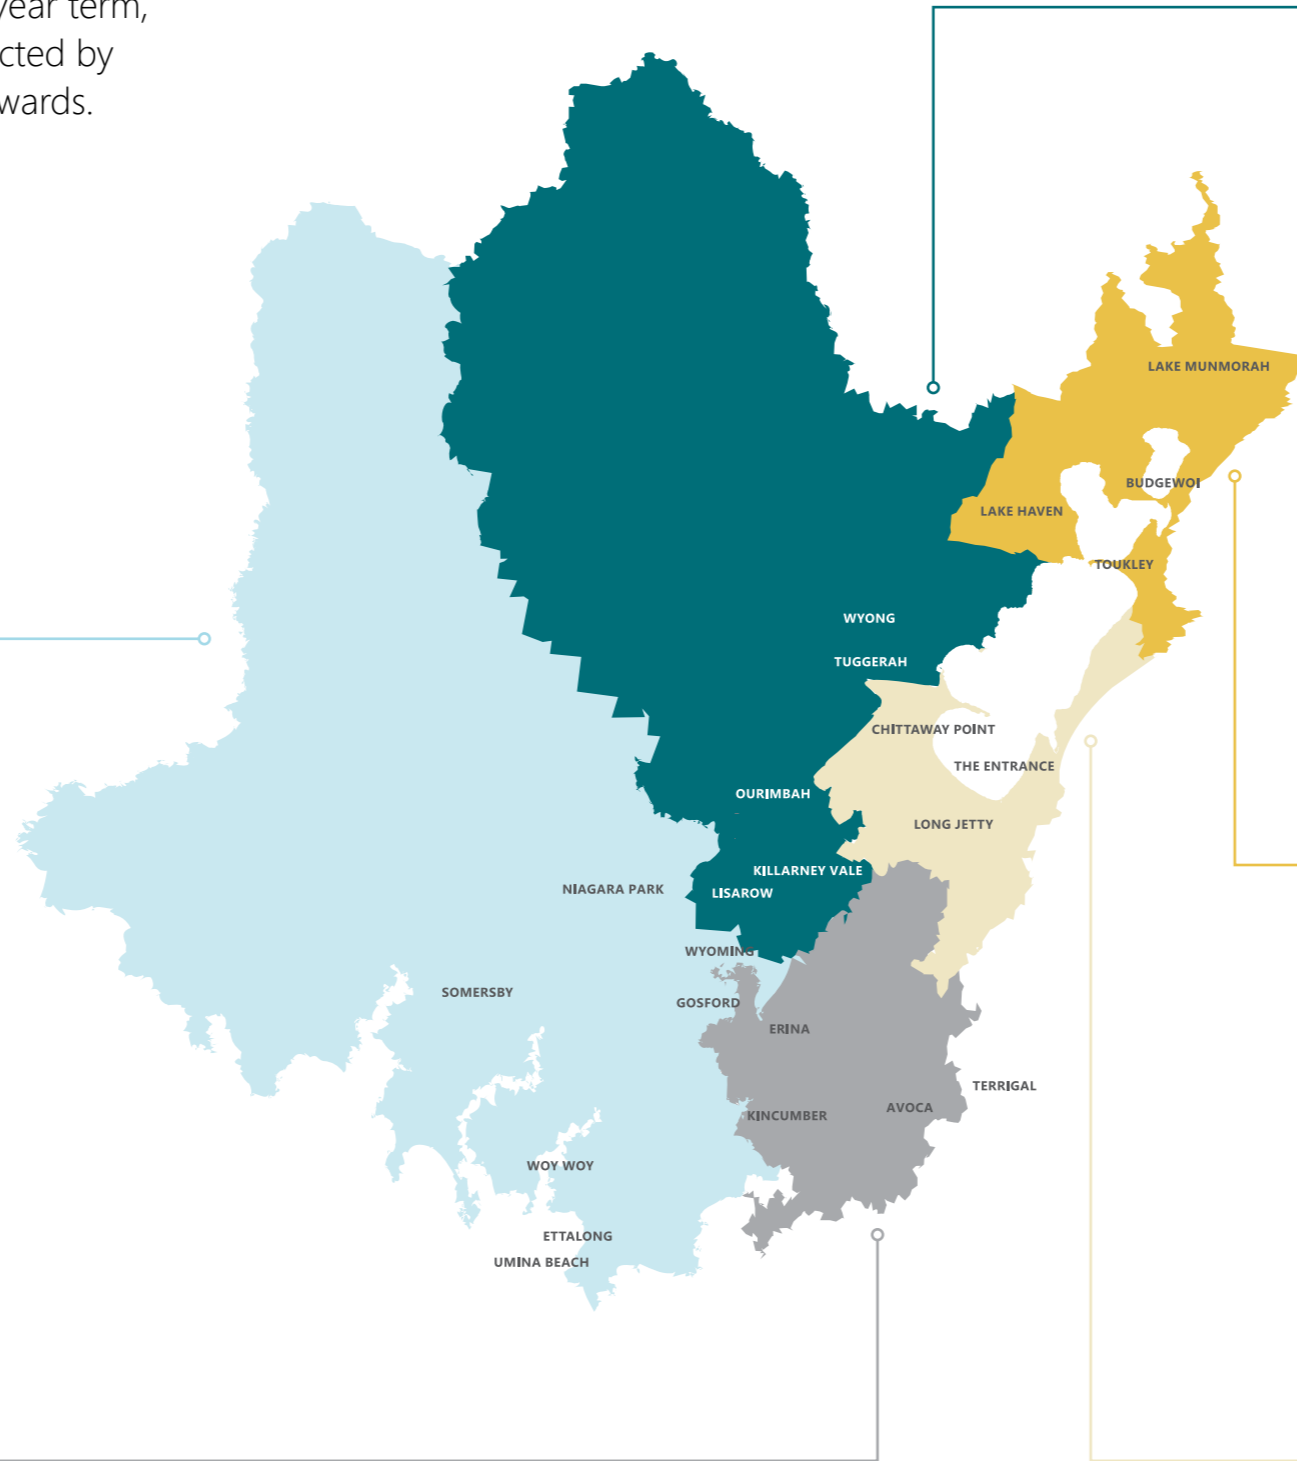 year term,
cted by
wards.
LAKE MUNMORAH
BUDGEWOI
LAKE HAVEN
TOUKLEY
WYONG
TUGGERAH
CHITTAWAY POINT
THE ENTRANCE
OURIMBAH
LONG JETTY
KILLARNEY VALE
NIAGARA PARK
LISAROW
WYOMING
SOMERSBY
GOSFORD
ERINA
TERRIGAL
AVOCA
KINCUMBER
WOY WOY
ETTALONG
UMINA BEACH